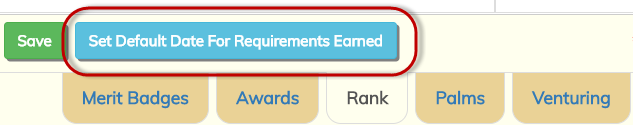 Save Set Default Date For Requirements Earned
Merit Badges Awards Rank Palms Venturing